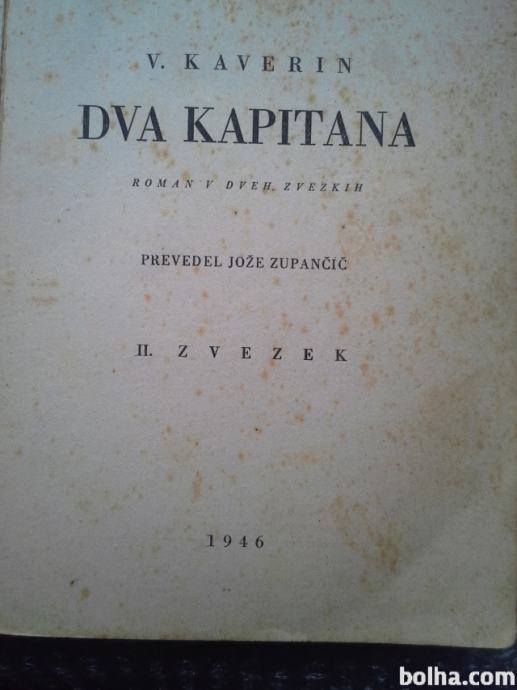 V. KAVERIN
DVA KAPITANA
ROMAN V DVEH ZVEZKIH
PREVEDEL JOŽE ZUPANČIČ
II. ZVEZEK
1946
bolha.com